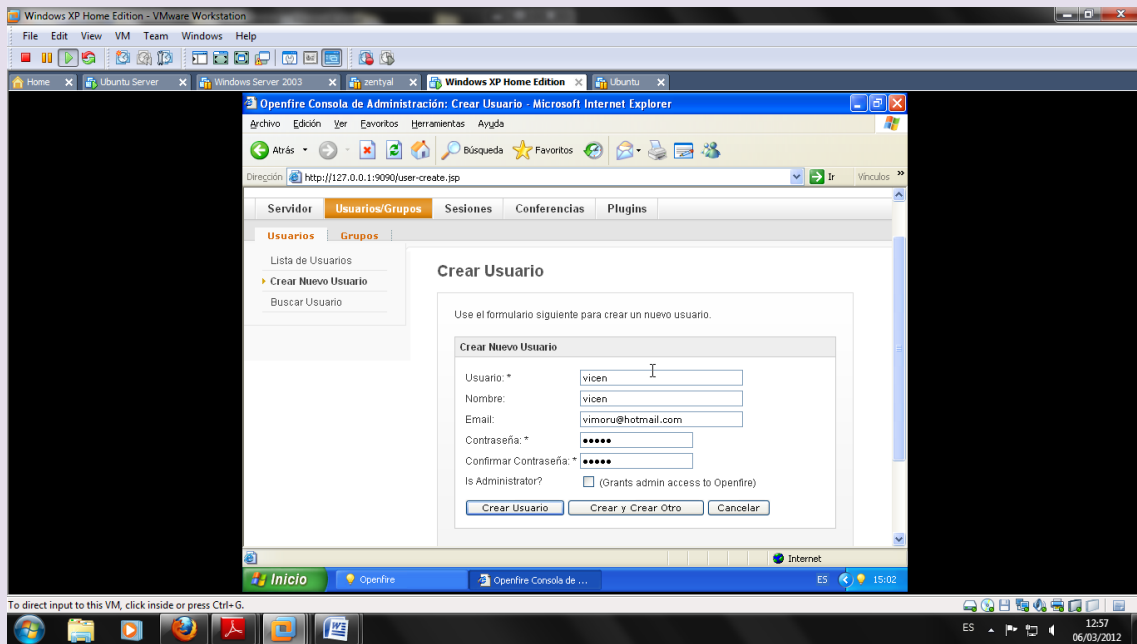 Windows XP Home Edition - VMware Workstation
File Edit View VM Team Windows Help
Home Ubuntu Server Windows Server 2003 zentyal Windows XP Home Edition Ubuntu
Openfire Consola de Administración: Crear Usuario - Microsoft Internet Explorer
Archivo Edición Ver Favoritos Herramientas Ayuda
Atrás Búsqueda Favoritos
Dirección http://127.0.0.1:9090/user-create.jsp Ir Vínculos »
Servidor Usuarios/Grupos Sesiones Conferencias Plugins
Usuarios Grupos
Lista de Usuarios
Crear Nuevo Usuario
Buscar Usuario
Crear Usuario
Use el formulario siguiente para crear un nuevo usuario.
Crear Nuevo Usuario
Usuario: * vicen
Nombre: vicen
Email: vimoru@hotmail.com
Contraseña: * •••••
Confirmar Contraseña: * •••••
Is Administrator? (Grants admin access to Openfire)
Crear Usuario Crear y Crear Otro Cancelar
Internet
Inicio Openfire Openfire Consola de ... ES 15:02
To direct input to this VM, click inside or press Ctrl+G.
ES 12:57
06/03/2012